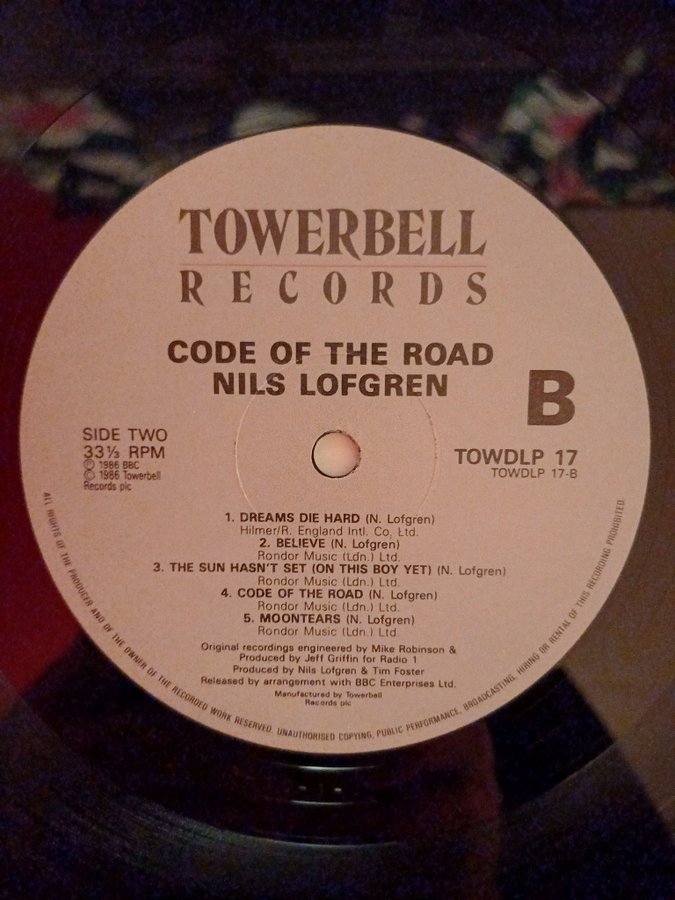 TOWERBELL
RECORDS
CODE OF THE ROAD
NILS LOFGREN
B
SIDE TWO
33⅓ RPM
Ⓟ 1986 BBC
© 1986 Towerbell
Records plc
TOWDLP 17
TOWDLP 17-B
1. DREAMS DIE HARD (N. Lofgren)
Hilmer/R. England Intl. Co. Ltd.
2. BELIEVE (N. Lofgren)
Rondor Music (Ldn.) Ltd.
3. THE SUN HASN'T SET (ON THIS BOY YET) (N. Lofgren)
Rondor Music (Ldn.) Ltd.
4. CODE OF THE ROAD (N. Lofgren)
Rondor Music (Ldn.) Ltd.
5. MOONTEARS (N. Lofgren)
Rondor Music (Ldn.) Ltd.
Original recordings engineered by Mike Robinson &
Produced by Jeff Griffin for Radio 1
Produced by Nils Lofgren & Tim Foster
Released by arrangement with BBC Enterprises Ltd.
Manufactured by Towerbell
Records plc
ALL RIGHTS OF THE PRODUCER AND OF THE OWNER OF THE RECORDED WORK RESERVED. UNAUTHORISED COPYING, PUBLIC PERFORMANCE, BROADCASTING, HIRING OR RENTAL OF THIS RECORDING PROHIBITED.